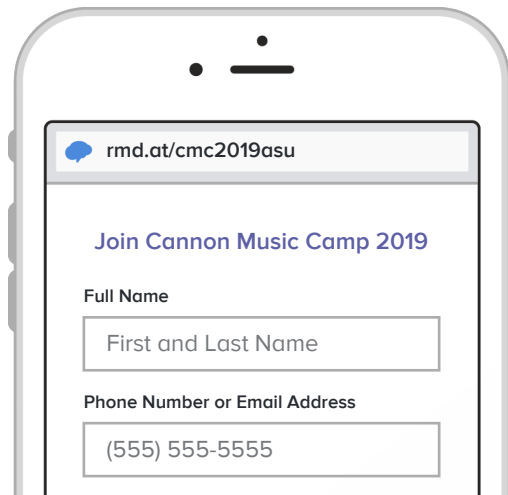 rmd.at/cmc2019asu
Join Cannon Music Camp 2019
Full Name
First and Last Name
Phone Number or Email Address
(555) 555-5555